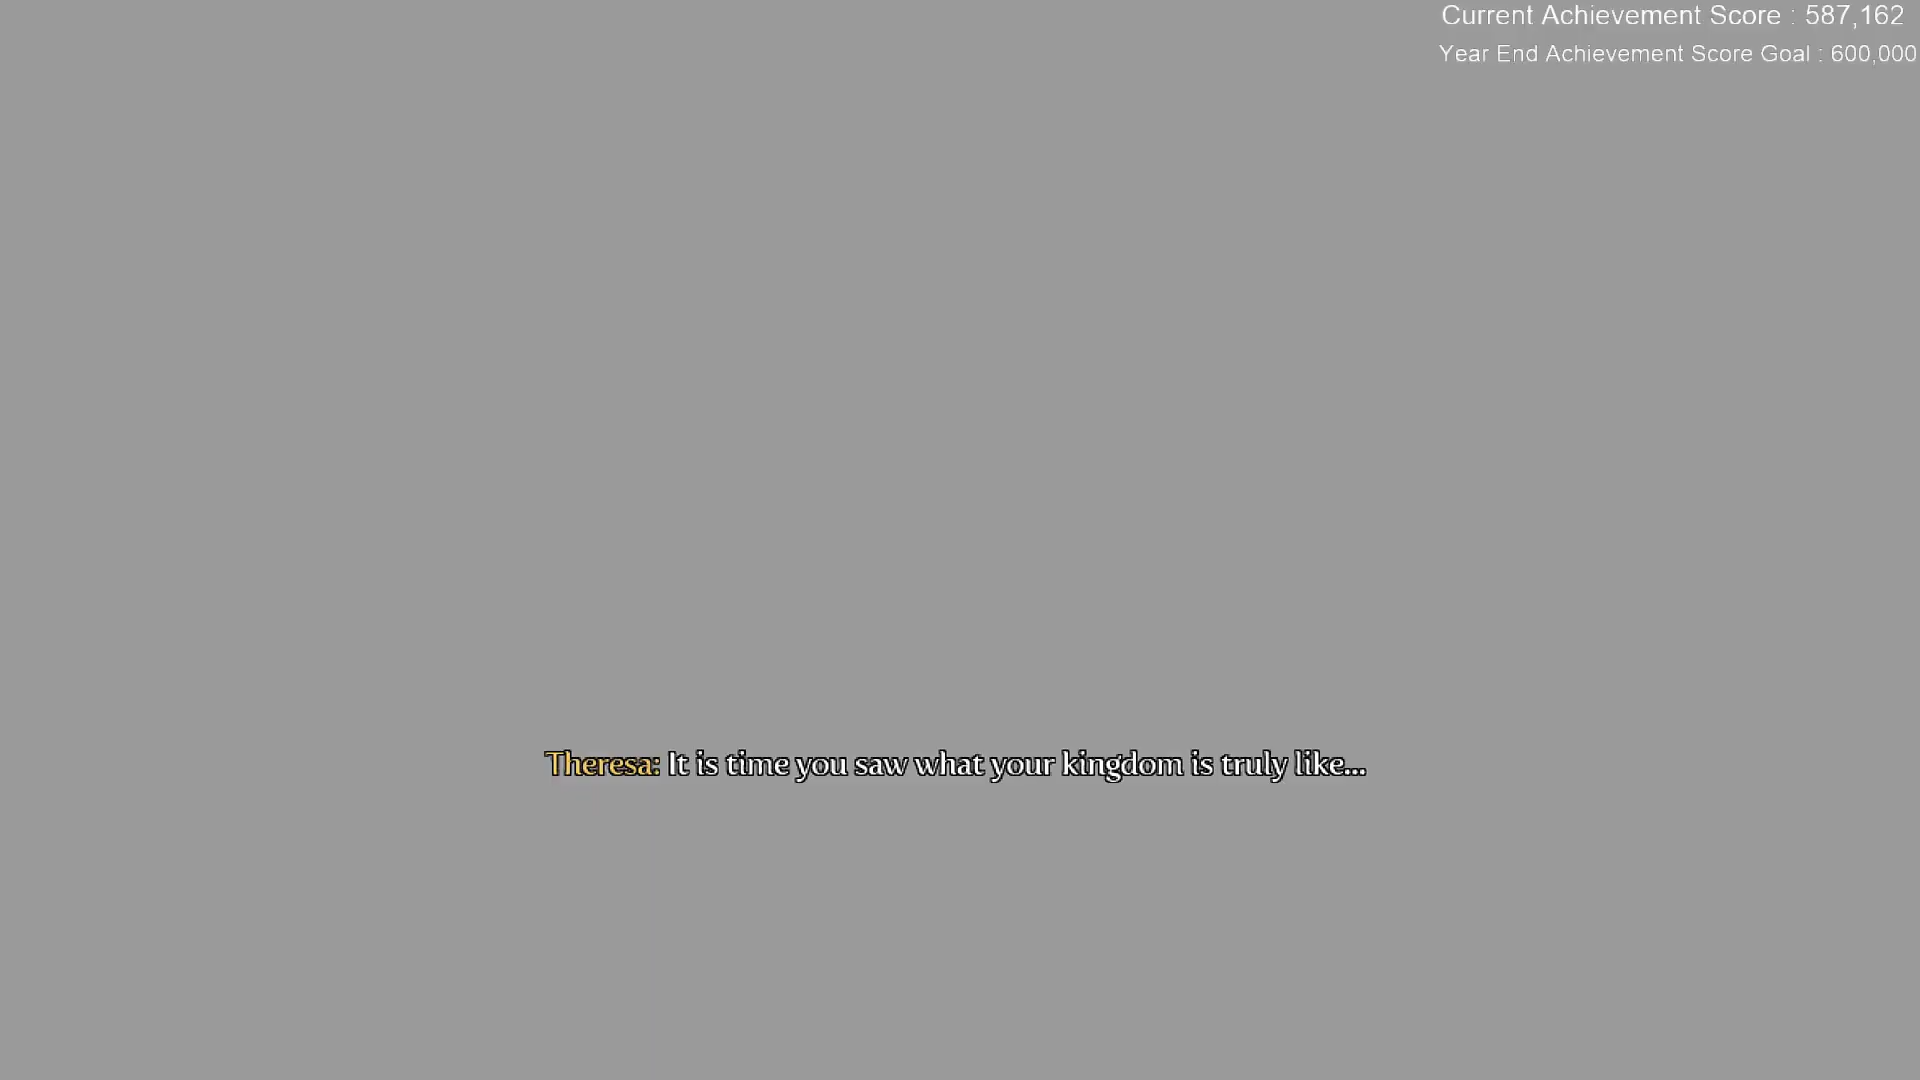 Current Achievement Score : 587,162
Year End Achievement Score Goal : 600,000
Theresa: It is time you saw what your kingdom is truly like...